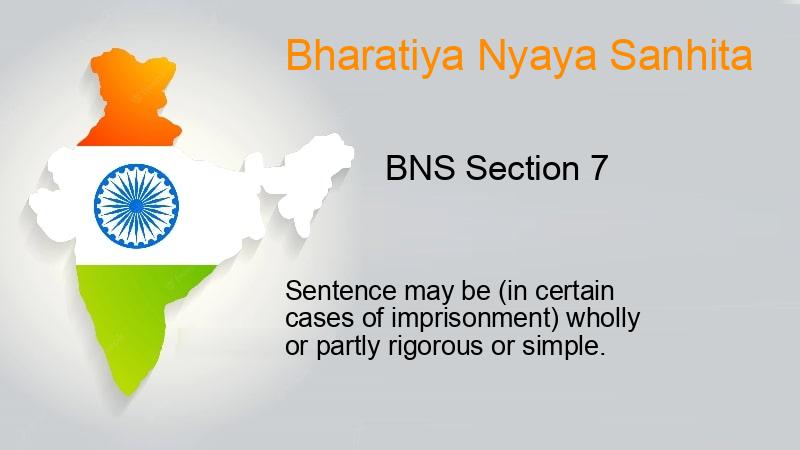 Bharatiya Nyaya Sanhita
BNS Section 7
Sentence may be (in certain
cases of imprisonment) wholly
or partly rigorous or simple.